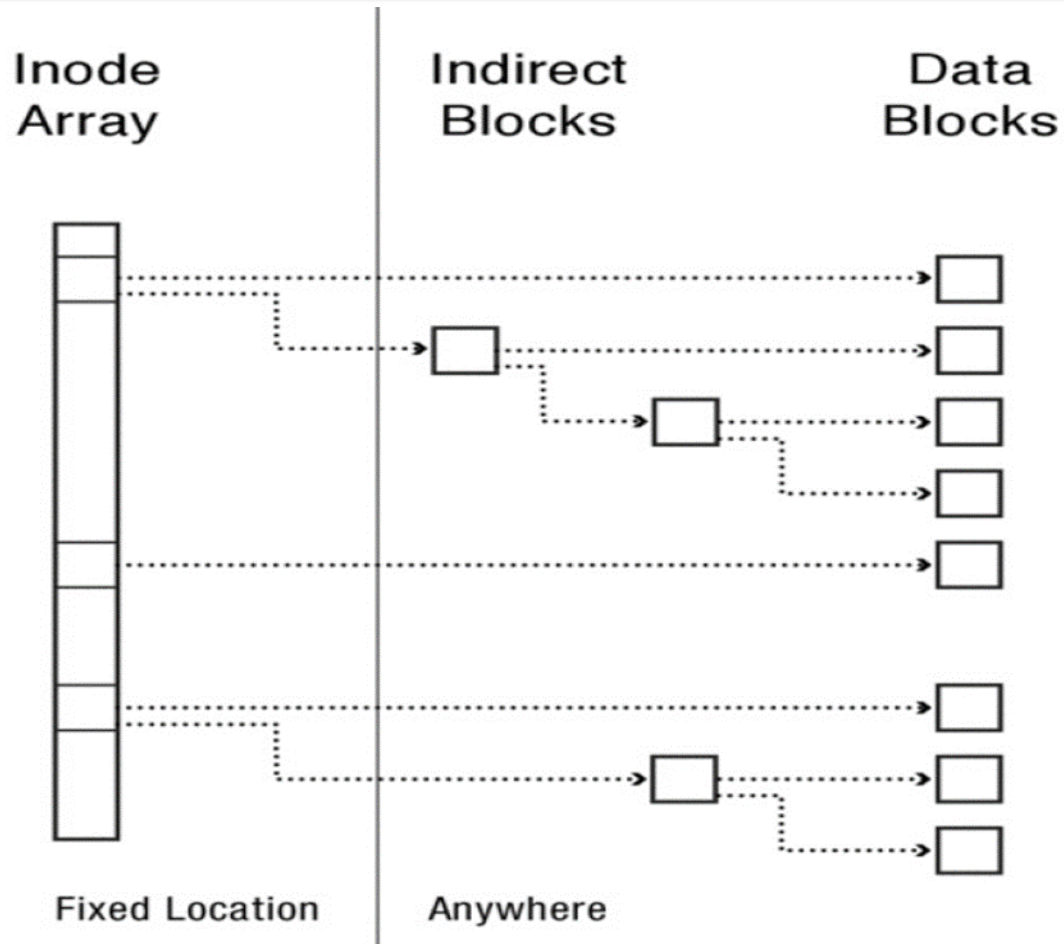 Inode
Array
Indirect
Blocks
Data
Blocks
Fixed Location
Anywhere